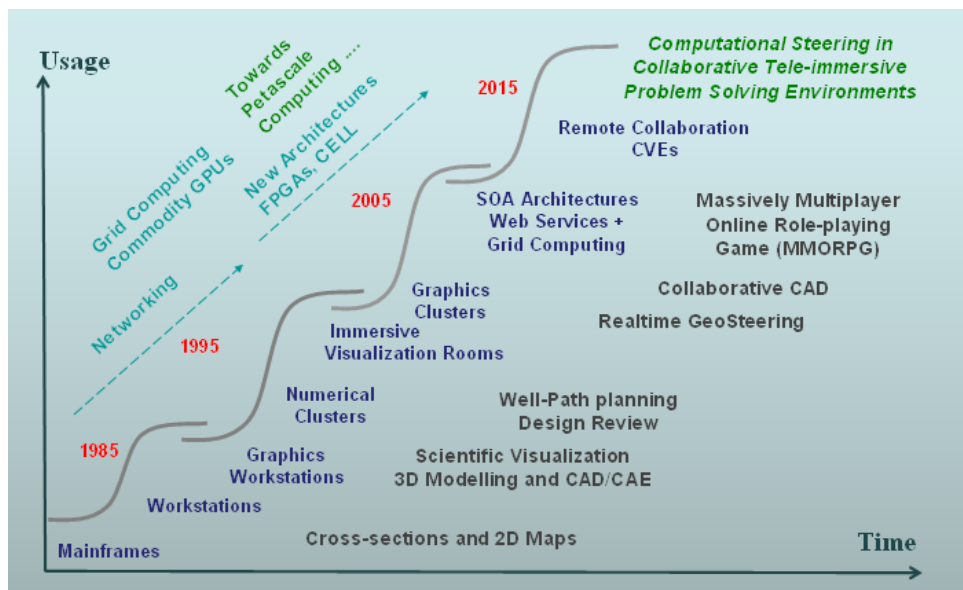 Usage
Towards
Petascale
Computing ....
New Architectures
FPGAs, CELL
Grid Computing
Commodity GPUs
Networking
2015
2005
1995
1985
Computational Steering in
Collaborative Tele-immersive
Problem Solving Environments
Remote Collaboration
CVEs
SOA Architectures
Web Services +
Grid Computing
Massively Multiplayer
Online Role-playing
Game (MMORPG)
Graphics
Clusters
Collaborative CAD
Realtime GeoSteering
Immersive
Visualization Rooms
Numerical
Clusters
Well-Path planning
Design Review
Graphics
Workstations
Scientific Visualization
3D Modelling and CAD/CAE
Workstations
Cross-sections and 2D Maps
Mainframes
Time